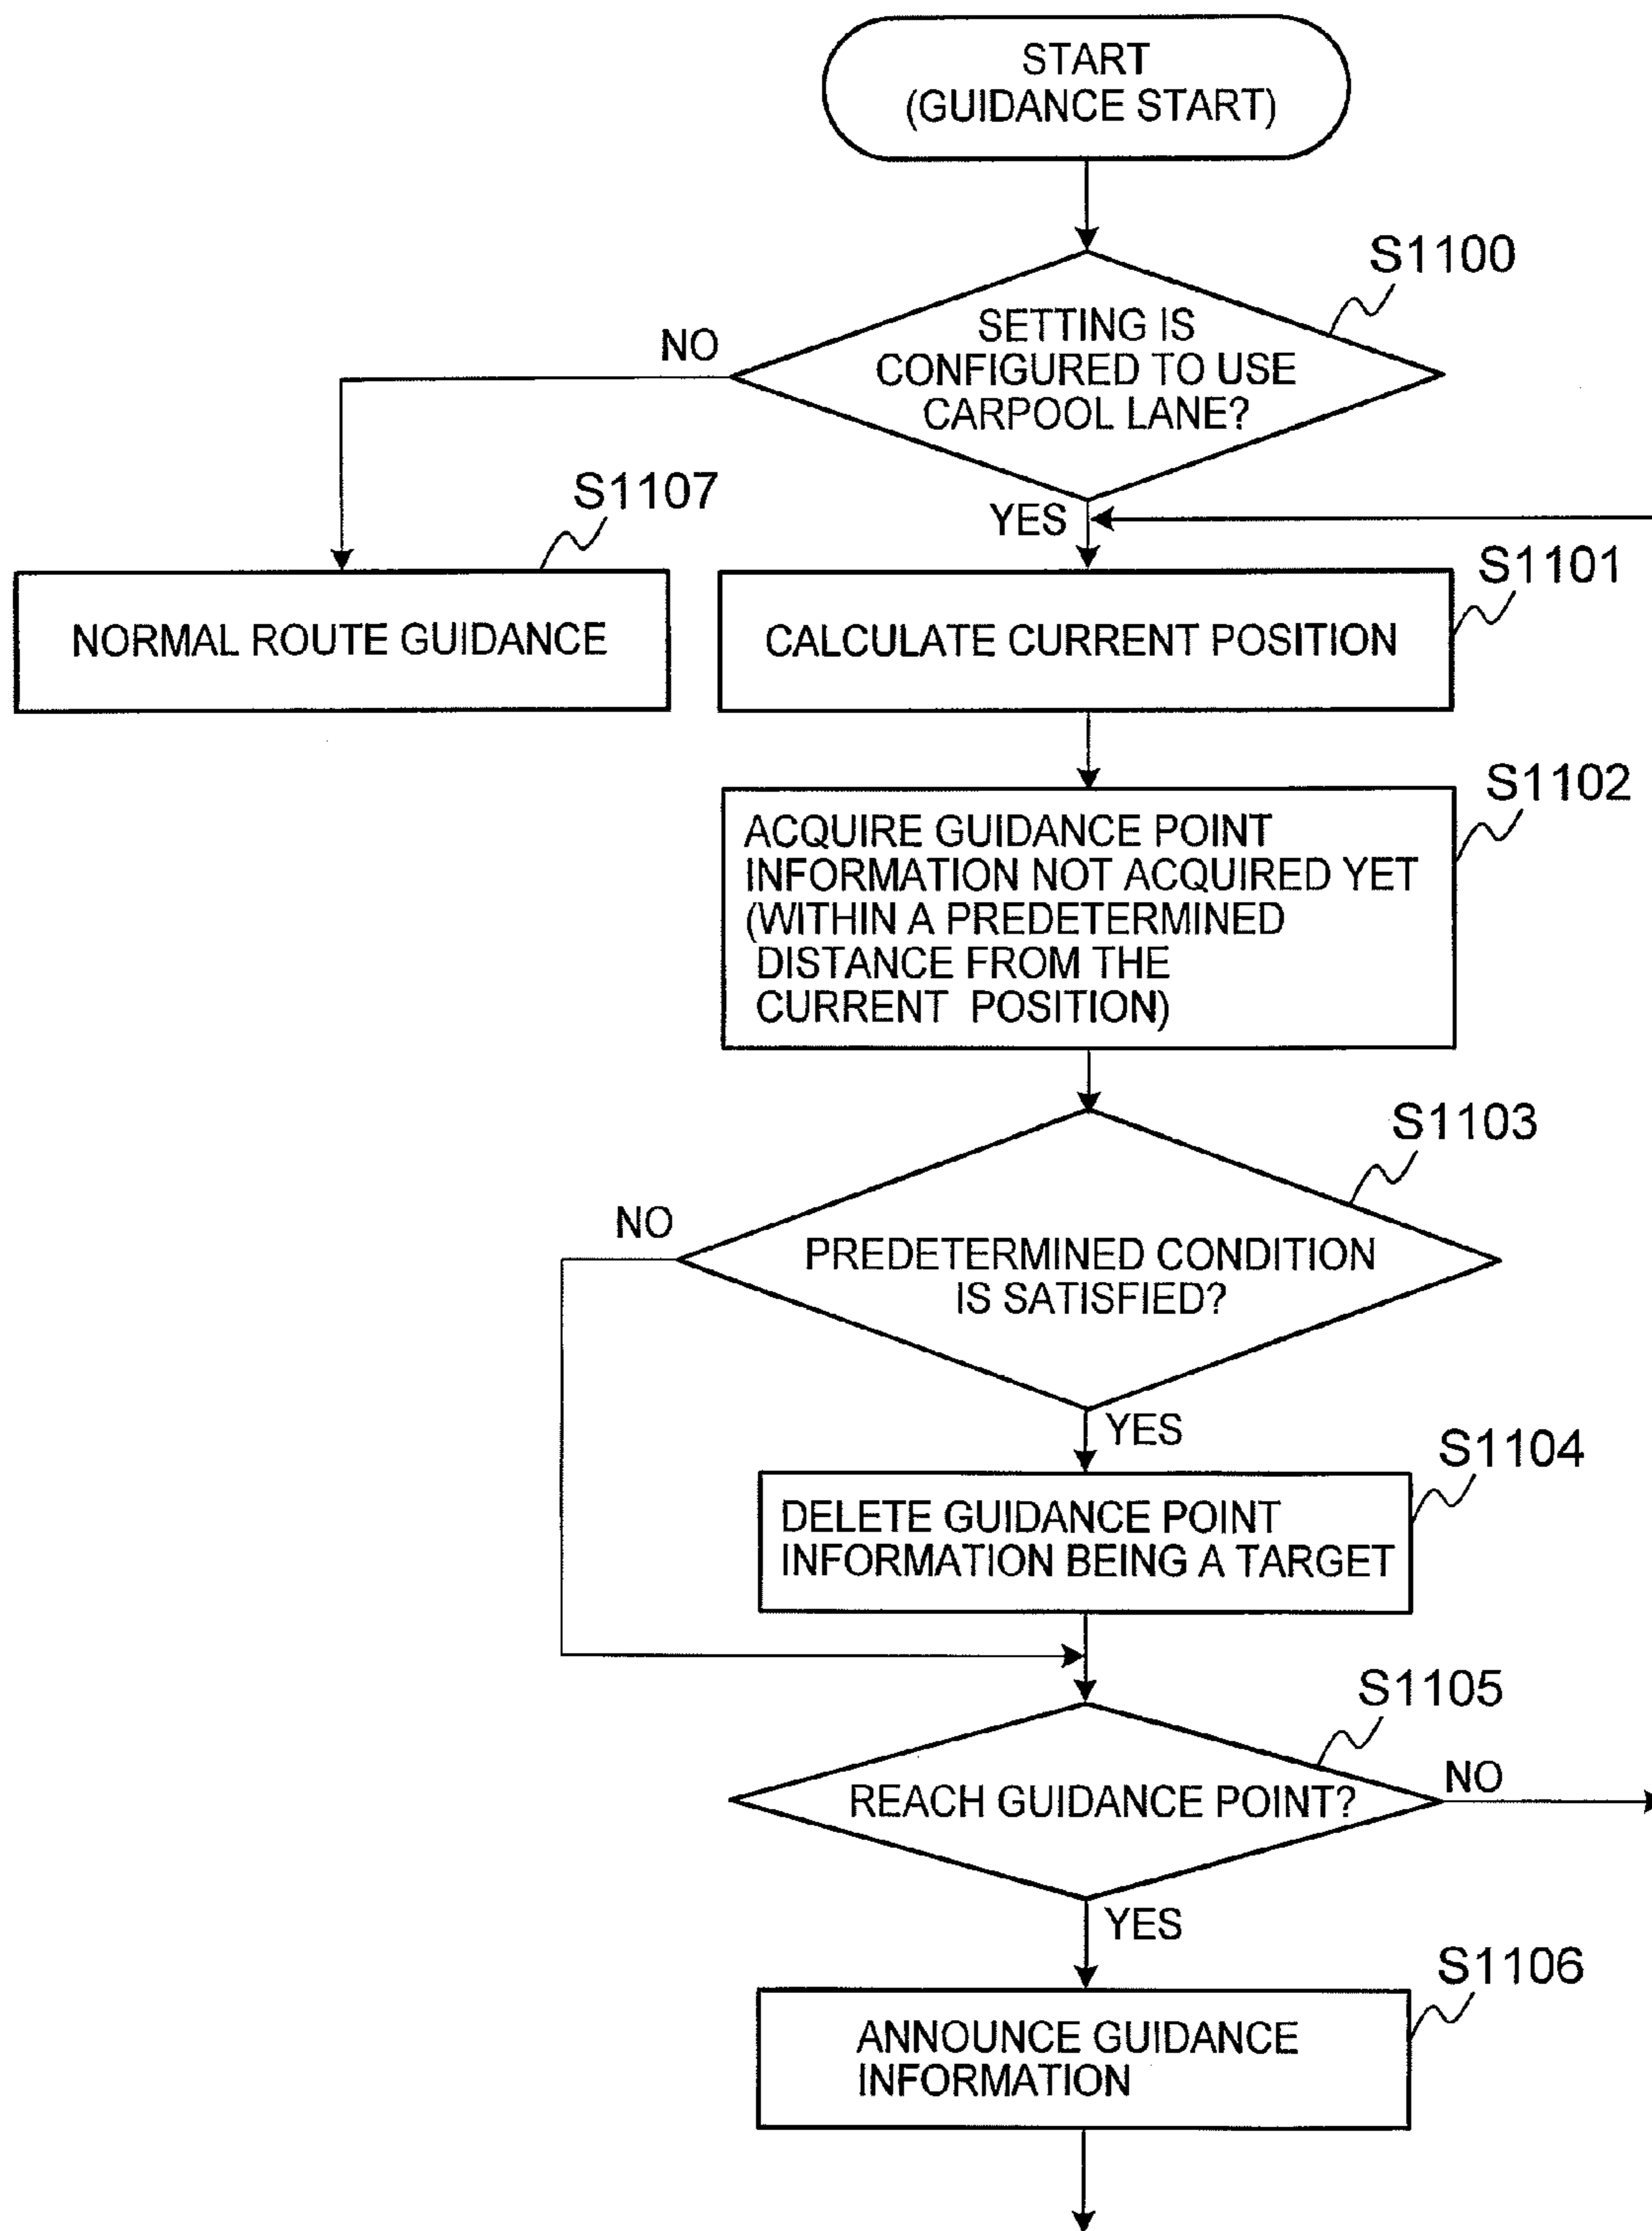 START
(GUIDANCE START)
S1100
SETTING IS
CONFIGURED TO USE
CARPOOL LANE?
NO
YES
S1107
NORMAL ROUTE GUIDANCE
S1101
CALCULATE CURRENT POSITION
S1102
ACQUIRE GUIDANCE POINT
INFORMATION NOT ACQUIRED YET
(WITHIN A PREDETERMINED
DISTANCE FROM THE
CURRENT POSITION)
S1103
NO
PREDETERMINED CONDITION
IS SATISFIED?
YES
S1104
DELETE GUIDANCE POINT
INFORMATION BEING A TARGET
S1105
REACH GUIDANCE POINT?
NO
YES
S1106
ANNOUNCE GUIDANCE
INFORMATION